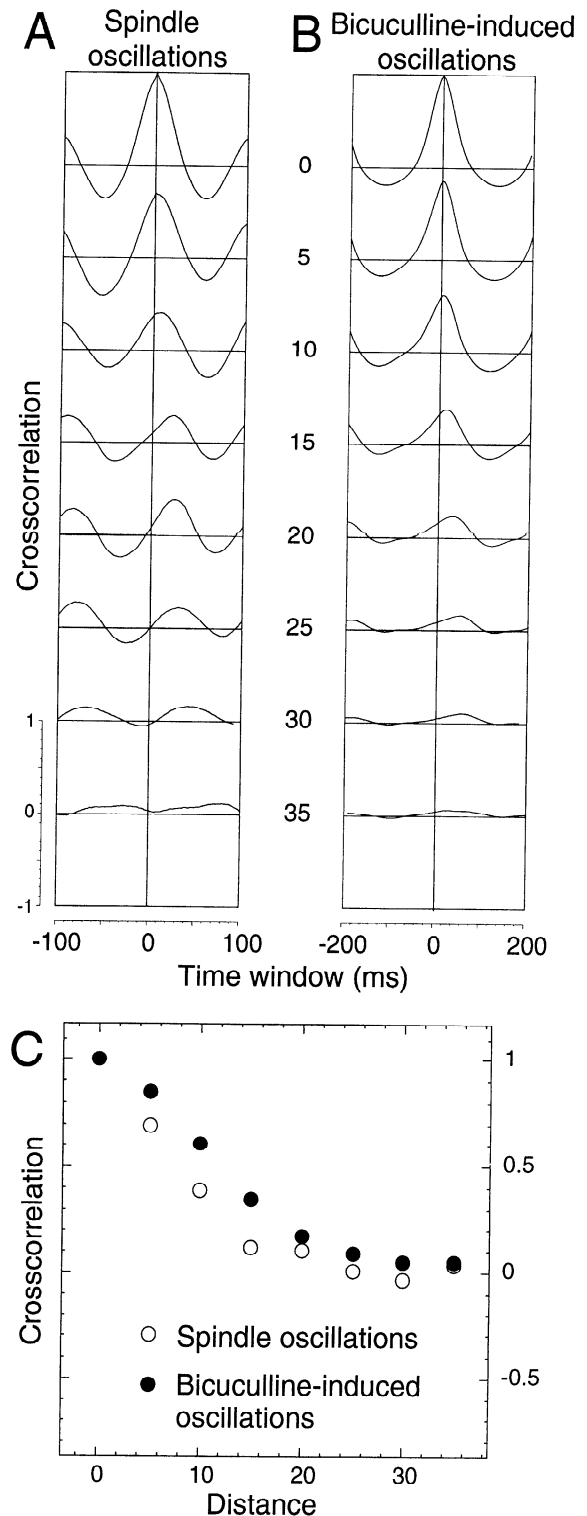 A
Spindle
oscillations
B
Bicuculline-induced
oscillations
Crosscorrelation
0
5
10
15
20
25
30
35
1
0
-1
-100 0 100
-200 0 200
Time window (ms)
C
Crosscorrelation
1
0.5
0
-0.5
Spindle oscillations
Bicuculline-induced
oscillations
0 10 20 30
Distance